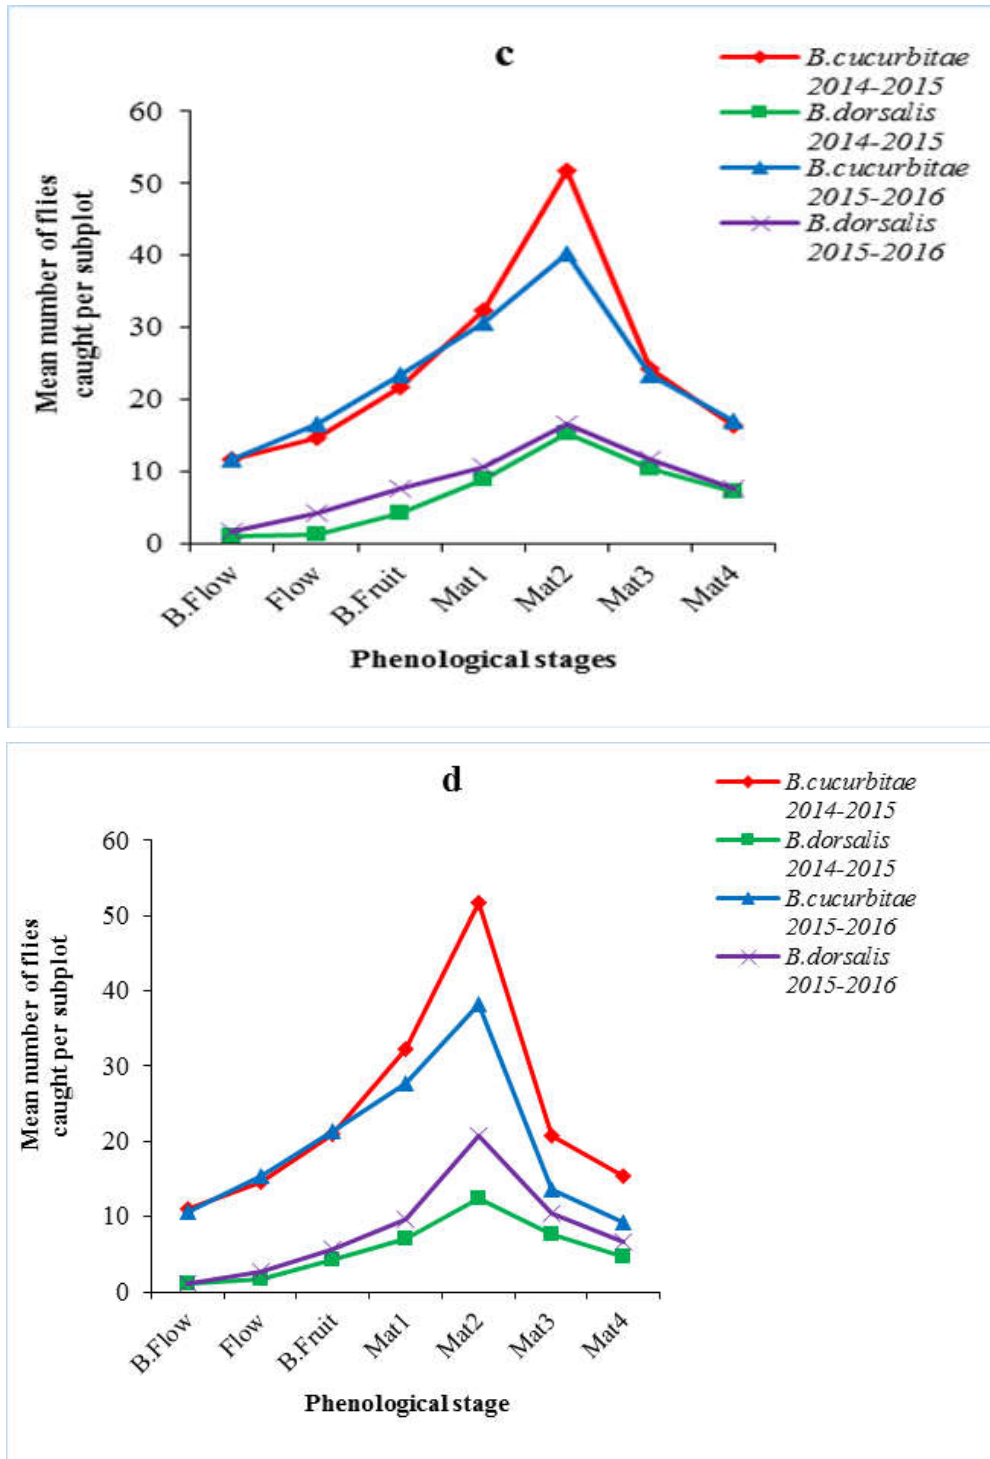 c
B.cucurbitae
2014-2015
B.dorsalis
2014-2015
B.cucurbitae
2015-2016
B.dorsalis
2015-2016
Mean number of flies
caught per subplot
60
50
40
30
20
10
0
B.Flow
Flow
B.Fruit
Mat1
Mat2
Mat3
Mat4
Phenological stages
d
B.cucurbitae
2014-2015
B.dorsalis
2014-2015
B.cucurbitae
2015-2016
B.dorsalis
2015-2016
Mean number of flies
caught per subplot
60
50
40
30
20
10
0
B.Flow
Flow
B.Fruit
Mat1
Mat2
Mat3
Mat4
Phenological stage